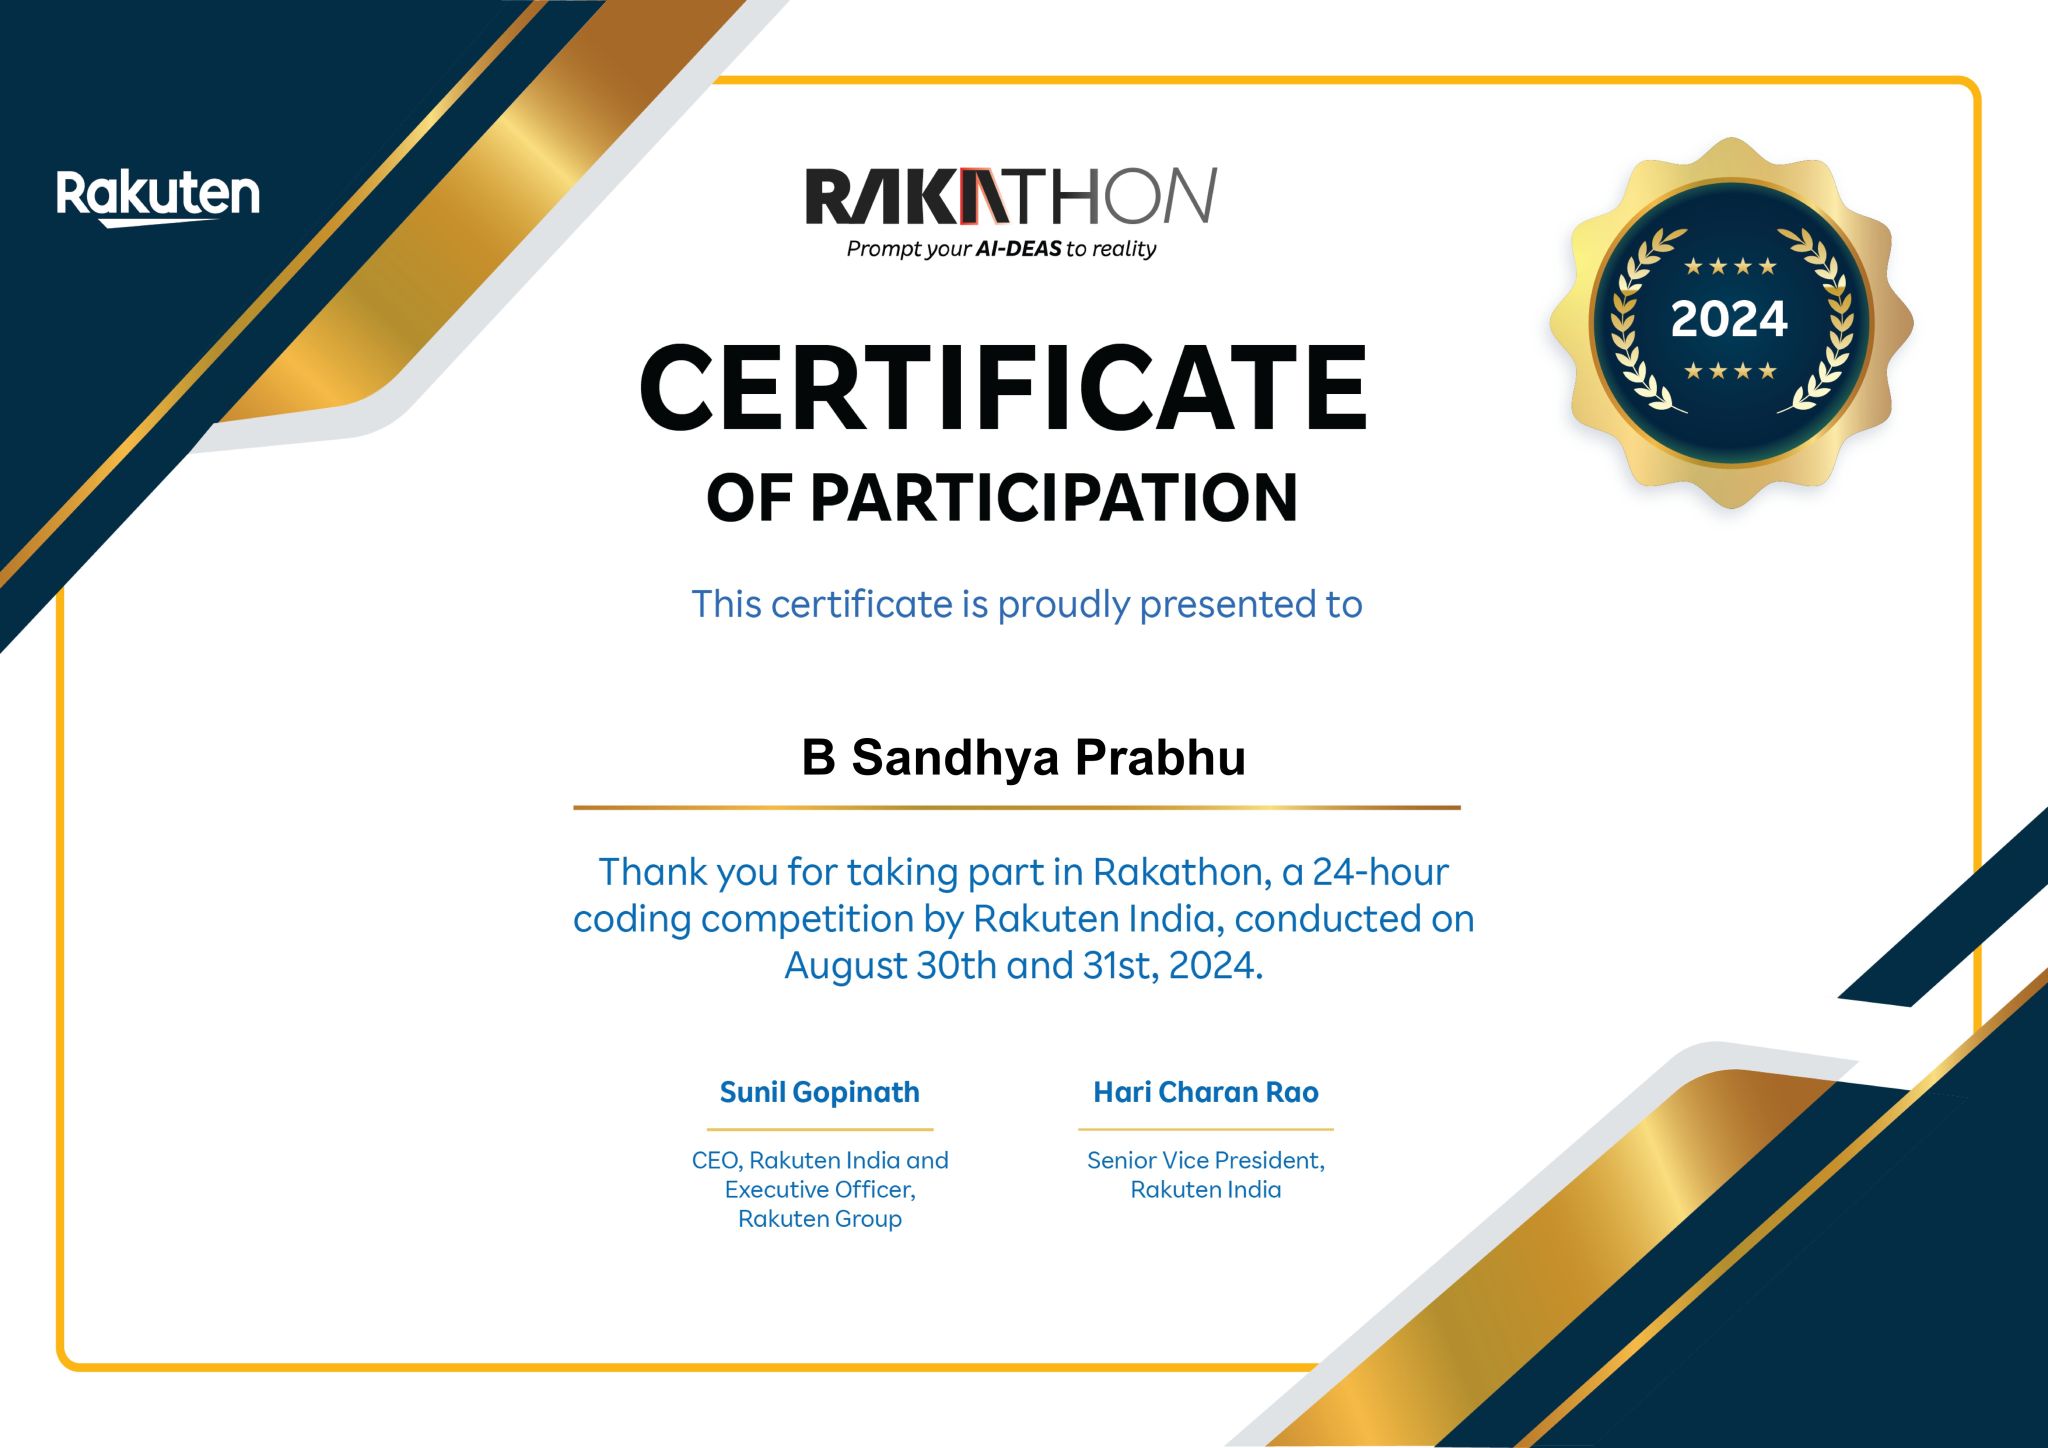 Rakuten
RAKATHON
Prompt your AI-DEAS to reality
2024
CERTIFICATE
OF PARTICIPATION
This certificate is proudly presented to
B Sandhya Prabhu
Thank you for taking part in Rakathon, a 24-hour
coding competition by Rakuten India, conducted on
August 30th and 31st, 2024.
Sunil Gopinath
CEO, Rakuten India and
Executive Officer,
Rakuten Group
Hari Charan Rao
Senior Vice President,
Rakuten India